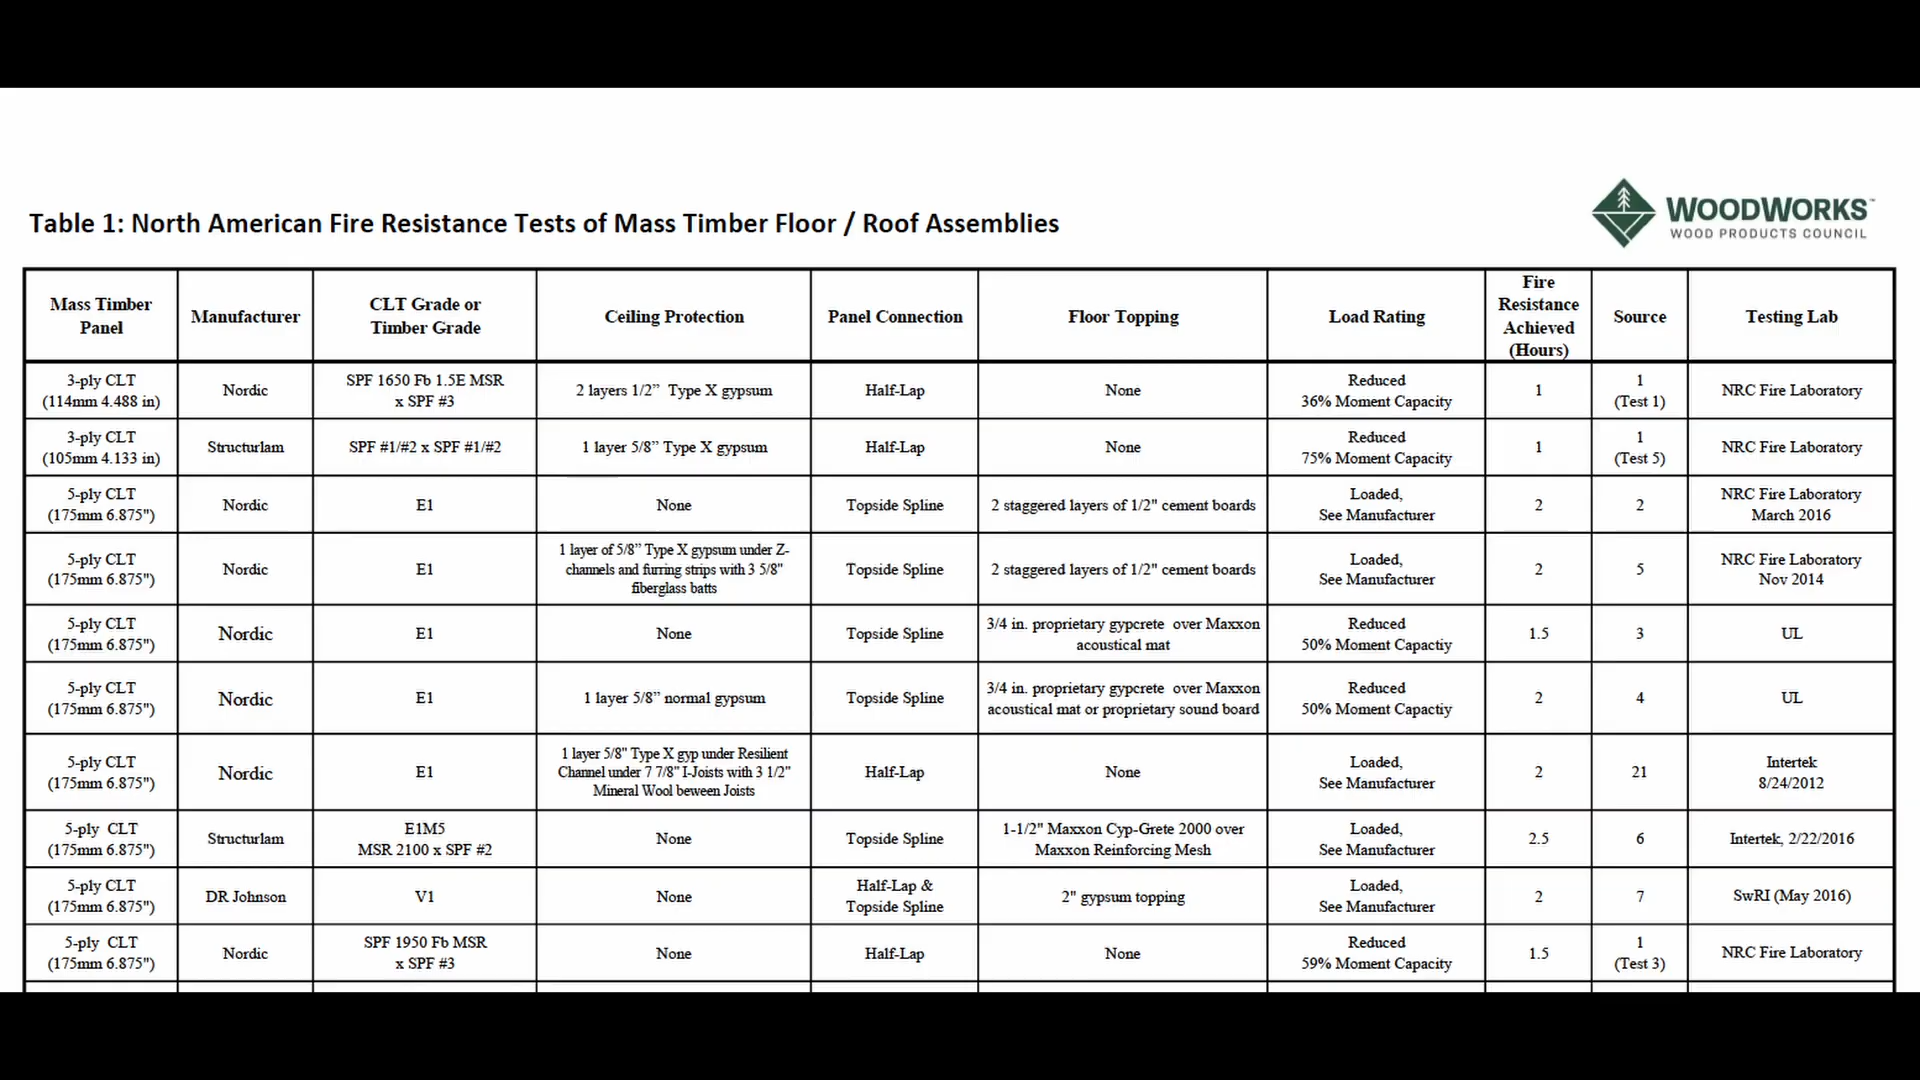 WOODWORKS™
WOOD PRODUCTS COUNCIL
Table 1: North American Fire Resistance Tests of Mass Timber Floor / Roof Assemblies
Mass Timber
Panel
Manufacturer
CLT Grade or
Timber Grade
Ceiling Protection
Panel Connection
Floor Topping
Load Rating
Fire
Resistance
Achieved
(Hours)
Source
Testing Lab
3-ply CLT
(114mm 4.488 in)
Nordic
SPF 1650 Fb 1.5E MSR
x SPF #3
2 layers 1/2” Type X gypsum
Half-Lap
None
Reduced
36% Moment Capacity
1
1
(Test 1)
NRC Fire Laboratory
3-ply CLT
(105mm 4.133 in)
Structurlam
SPF #1/#2 x SPF #1/#2
1 layer 5/8” Type X gypsum
Half-Lap
None
Reduced
75% Moment Capacity
1
1
(Test 5)
NRC Fire Laboratory
5-ply CLT
(175mm 6.875")
Nordic
E1
None
Topside Spline
2 staggered layers of 1/2" cement boards
Loaded,
See Manufacturer
2
2
NRC Fire Laboratory
March 2016
5-ply CLT
(175mm 6.875")
Nordic
E1
1 layer of 5/8” Type X gypsum under Z-
channels and furring strips with 3 5/8"
fiberglass batts
Topside Spline
2 staggered layers of 1/2" cement boards
Loaded,
See Manufacturer
2
5
NRC Fire Laboratory
Nov 2014
5-ply CLT
(175mm 6.875")
Nordic
E1
None
Topside Spline
3/4 in. proprietary gypcrete over Maxxon
acoustical mat
Reduced
50% Moment Capactiy
1.5
3
UL
5-ply CLT
(175mm 6.875")
Nordic
E1
1 layer 5/8” normal gypsum
Topside Spline
3/4 in. proprietary gypcrete over Maxxon
acoustical mat or proprietary sound board
Reduced
50% Moment Capactiy
2
4
UL
5-ply CLT
(175mm 6.875")
Nordic
E1
1 layer 5/8" Type X gyp under Resilient
Channel under 7 7/8" I-Joists with 3 1/2"
Mineral Wool beween Joists
Half-Lap
None
Loaded,
See Manufacturer
2
21
Intertek
8/24/2012
5-ply CLT
(175mm 6.875")
Structurlam
E1M5
MSR 2100 x SPF #2
None
Topside Spline
1-1/2" Maxxon Cyp-Grete 2000 over
Maxxon Reinforcing Mesh
Loaded,
See Manufacturer
2.5
6
Intertek, 2/22/2016
5-ply CLT
(175mm 6.875")
DR Johnson
V1
None
Half-Lap &
Topside Spline
2" gypsum topping
Loaded,
See Manufacturer
2
7
SwRI (May 2016)
5-ply CLT
(175mm 6.875")
Nordic
SPF 1950 Fb MSR
x SPF #3
None
Half-Lap
None
Reduced
59% Moment Capacity
1.5
1
(Test 3)
NRC Fire Laboratory